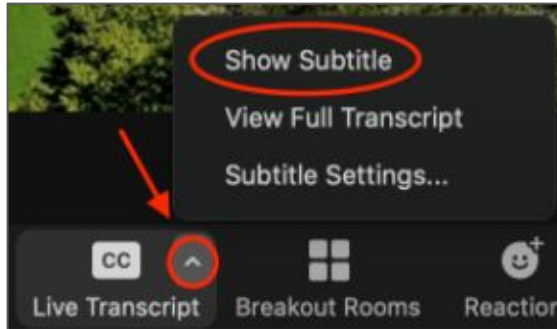 Show Subtitle
View Full Transcript
Subtitle Settings...
CC
Live Transcript
Breakout Rooms
Reaction